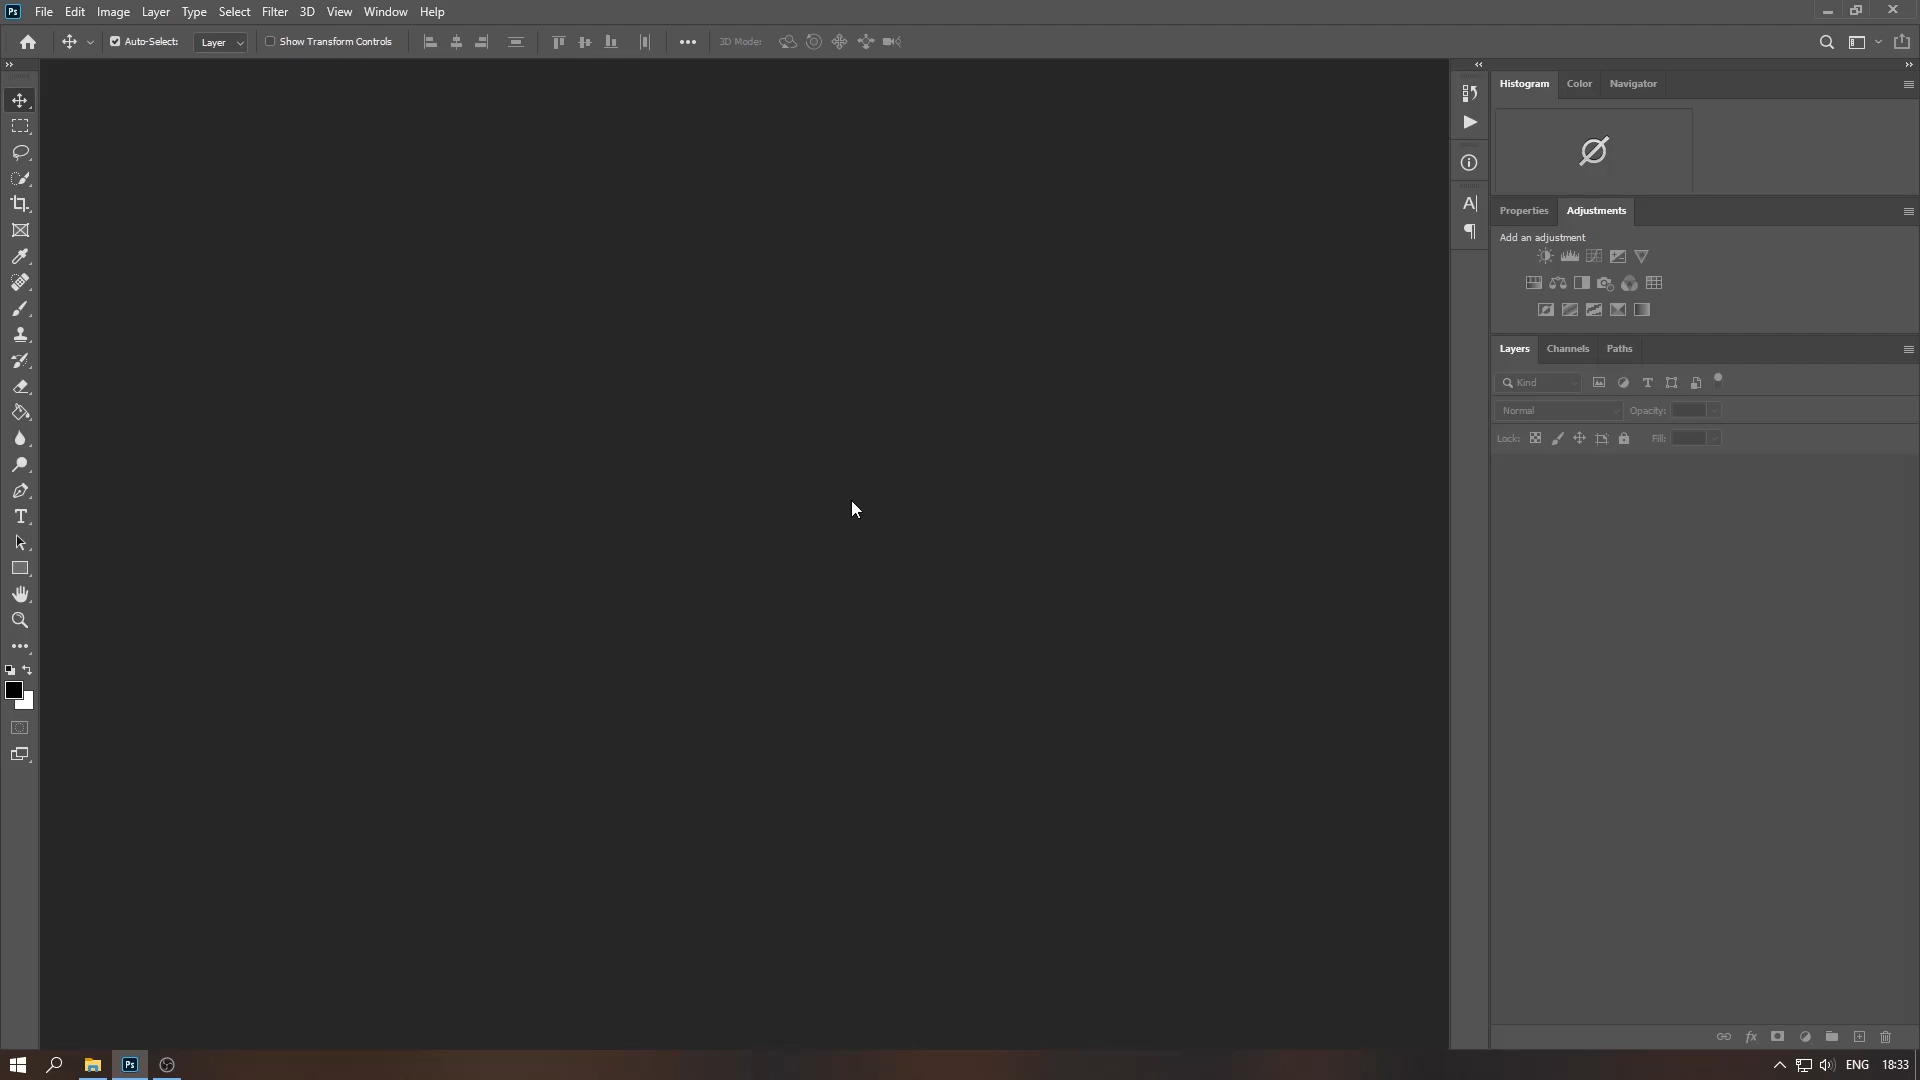 Ps File Edit Image Layer Type Select Filter 3D View Window Help
Auto-Select: Layer Show Transform Controls 3D Mode:
Histogram Color Navigator
Properties Adjustments
Add an adjustment
Layers Channels Paths
Kind
Normal Opacity:
Lock: Fill:
fx
Ps ENG 18:33